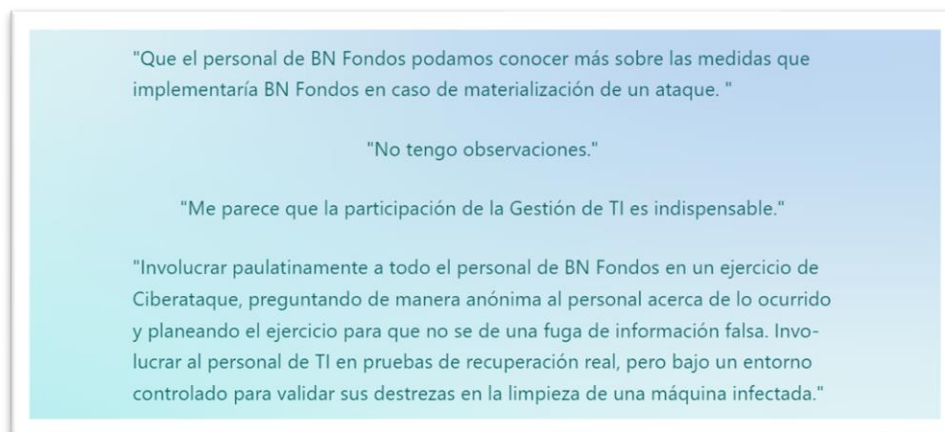 "Que el personal de BN Fondos podamos conocer más sobre las medidas que
implementaría BN Fondos en caso de materialización de un ataque. "
"No tengo observaciones."
"Me parece que la participación de la Gestión de TI es indispensable."
"Involucrar paulatinamente a todo el personal de BN Fondos en un ejercicio de
Ciberataque, preguntando de manera anónima al personal acerca de lo ocurrido
y planeando el ejercicio para que no se de una fuga de información falsa. Invo-
lucrar al personal de TI en pruebas de recuperación real, pero bajo un entorno
controlado para validar sus destrezas en la limpieza de una máquina infectada."